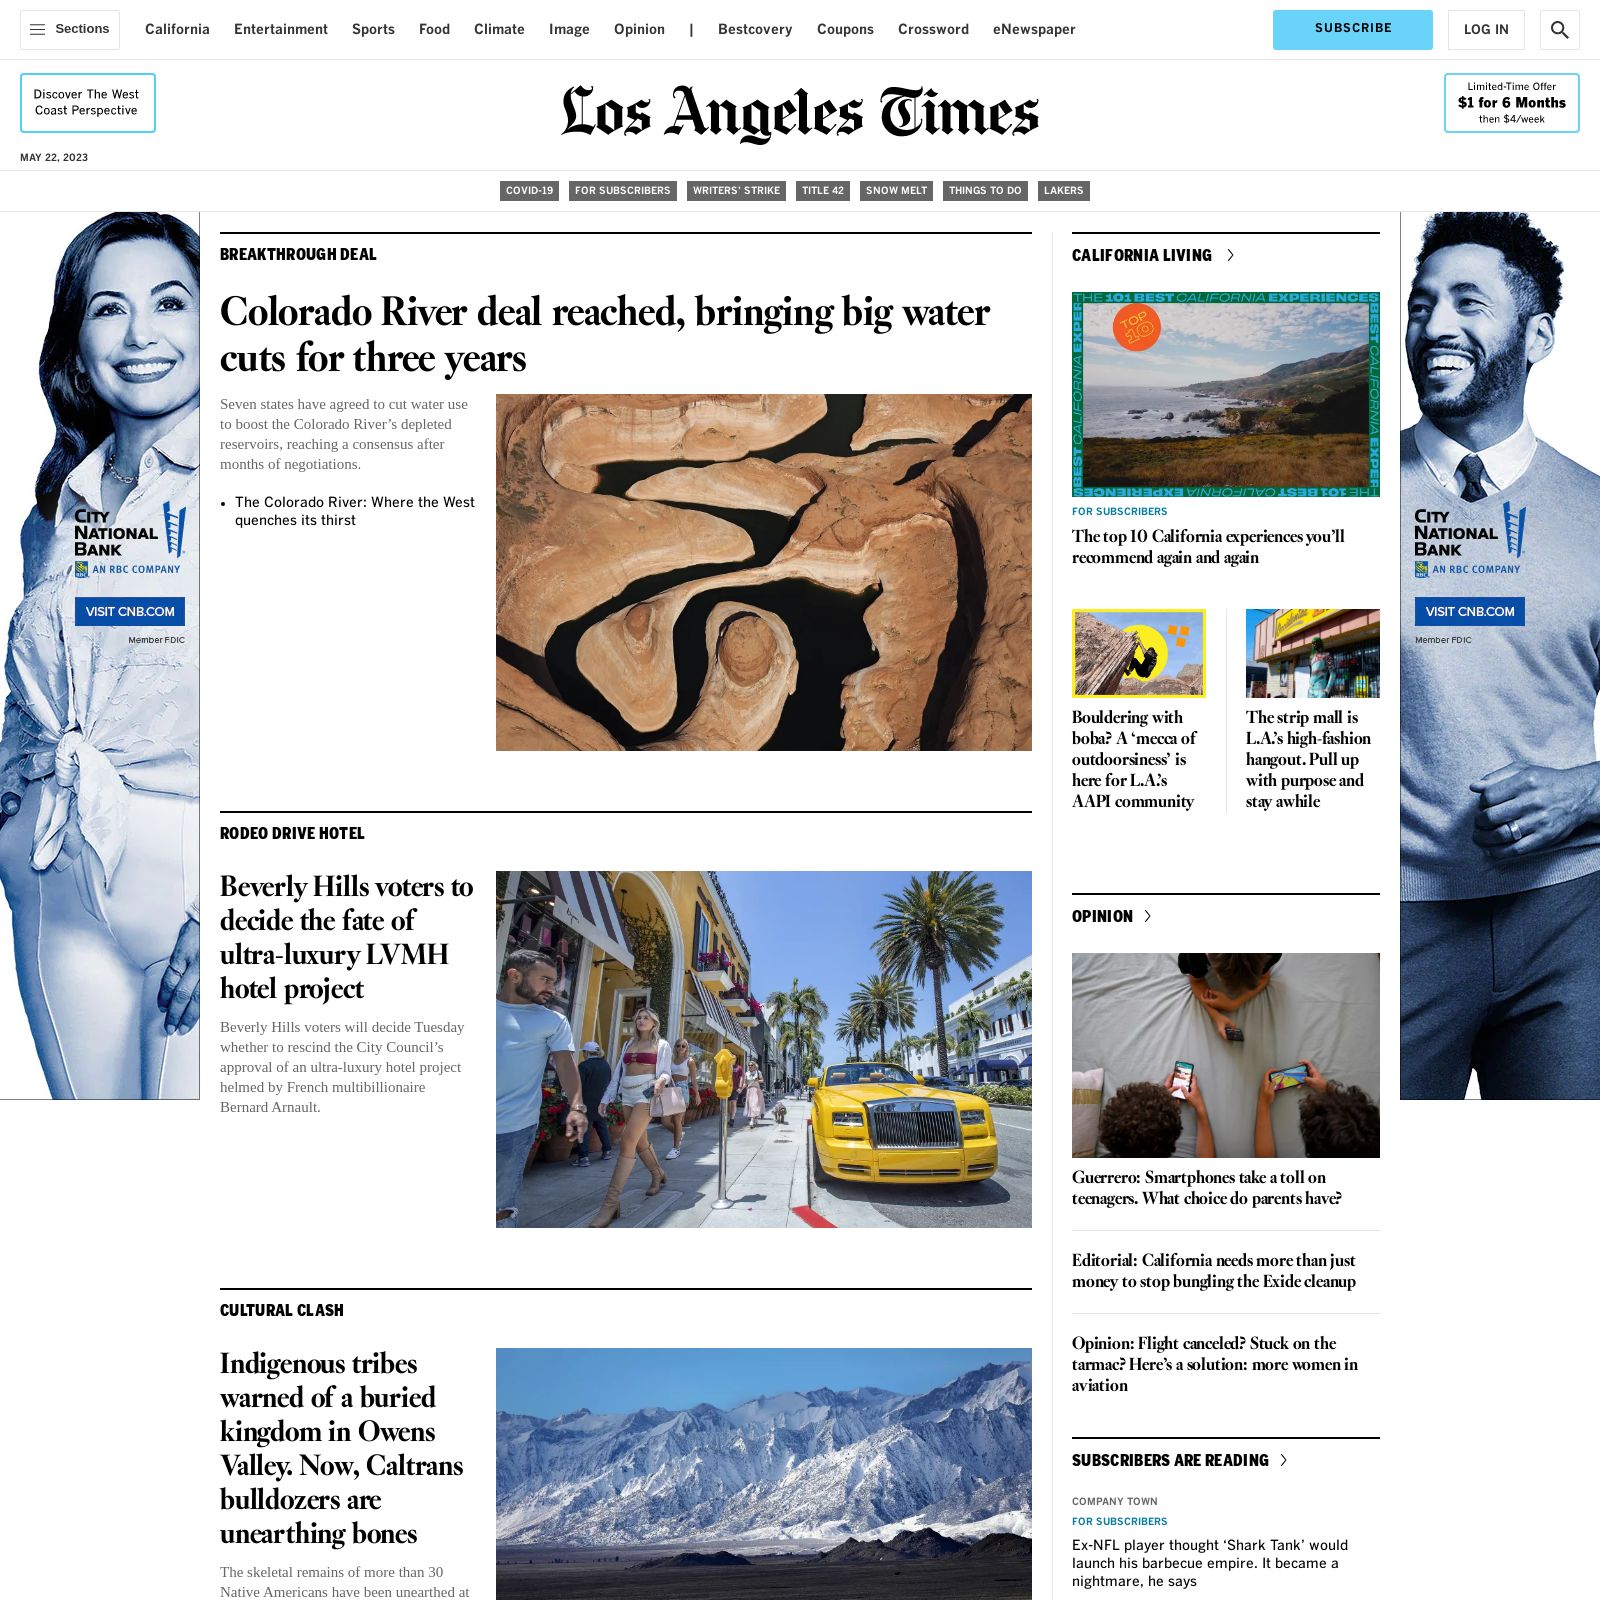 Sections
California
Entertainment
Sports
Food
Climate
Image
Opinion
|
Bestcovery
Coupons
Crossword
eNewspaper
SUBSCRIBE
LOG IN
Discover The West
Coast Perspective
Los Angeles Times
Limited-Time Offer
$1 for 6 Months
then $4/week
MAY 22, 2023
COVID-19
FOR SUBSCRIBERS
WRITERS' STRIKE
TITLE 42
SNOW MELT
THINGS TO DO
LAKERS
CITY
NATIONAL
BANK
RBC
AN RBC COMPANY
VISIT CNB.COM
Member FDIC
BREAKTHROUGH DEAL
Colorado River deal reached, bringing big water
cuts for three years
Seven states have agreed to cut water use
to boost the Colorado River’s depleted
reservoirs, reaching a consensus after
months of negotiations.
• The Colorado River: Where the West
quenches its thirst
RODEO DRIVE HOTEL
Beverly Hills voters to
decide the fate of
ultra-luxury LVMH
hotel project
Beverly Hills voters will decide Tuesday
whether to rescind the City Council’s
approval of an ultra-luxury hotel project
helmed by French multibillionaire
Bernard Arnault.
CULTURAL CLASH
Indigenous tribes
warned of a buried
kingdom in Owens
Valley. Now, Caltrans
bulldozers are
unearthing bones
The skeletal remains of more than 30
Native Americans have been unearthed at
CALIFORNIA LIVING
THE 101 BEST CALIFORNIA EXPERIENCES
BEST CALIFORNIA EXPER
BEST CALIFORNIA EXPER
THE 101 BEST CALIFORNIA EXPERIENCES
TOP
10
FOR SUBSCRIBERS
The top 10 California experiences you’ll
recommend again and again
Bouldering with
boba? A ‘mecca of
outdoorsiness’ is
here for L.A.’s
AAPI community
The strip mall is
L.A.’s high-fashion
hangout. Pull up
with purpose and
stay awhile
OPINION
Guerrero: Smartphones take a toll on
teenagers. What choice do parents have?
Editorial: California needs more than just
money to stop bungling the Exide cleanup
Opinion: Flight canceled? Stuck on the
tarmac? Here’s a solution: more women in
aviation
SUBSCRIBERS ARE READING
COMPANY TOWN
FOR SUBSCRIBERS
Ex-NFL player thought ‘Shark Tank’ would
launch his barbecue empire. It became a
nightmare, he says
CITY
NATIONAL
BANK
RBC
AN RBC COMPANY
VISIT CNB.COM
Member FDIC